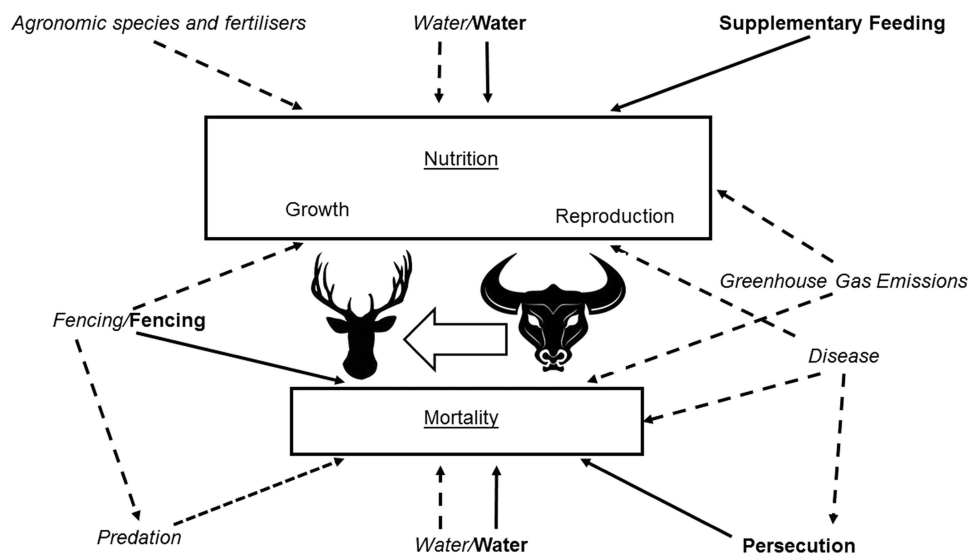 Agronomic species and fertilisers
Water/Water
Supplementary Feeding
Nutrition
Growth
Reproduction
Greenhouse Gas Emissions
Fencing/Fencing
Disease
Mortality
Predation
Water/Water
Persecution